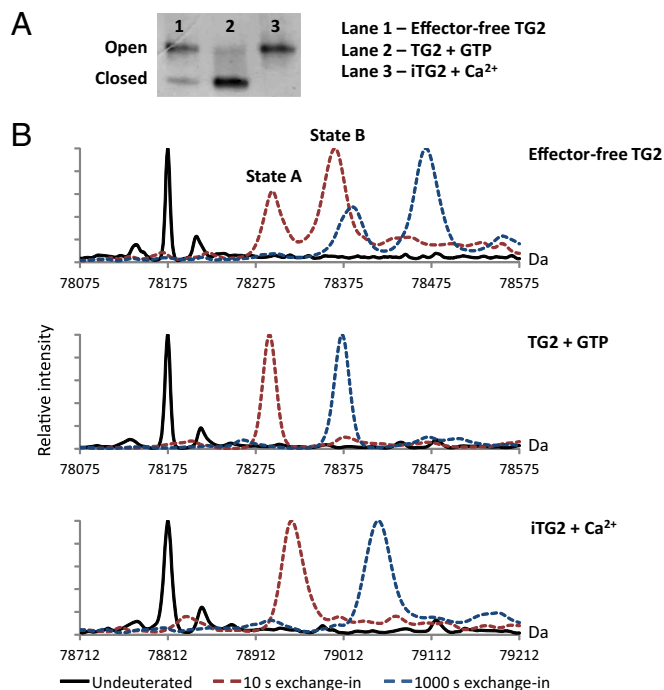 A
1 2 3
Open
Closed
Lane 1 – Effector-free TG2
Lane 2 – TG2 + GTP
Lane 3 – iTG2 + Ca²⁺
B
State B
State A
Effector-free TG2
Da
78075 78175 78275 78375 78475 78575
TG2 + GTP
Relative intensity
Da
78075 78175 78275 78375 78475 78575
iTG2 + Ca²⁺
Da
78712 78812 78912 79012 79112 79212
Undeuterated 10 s exchange-in 1000 s exchange-in